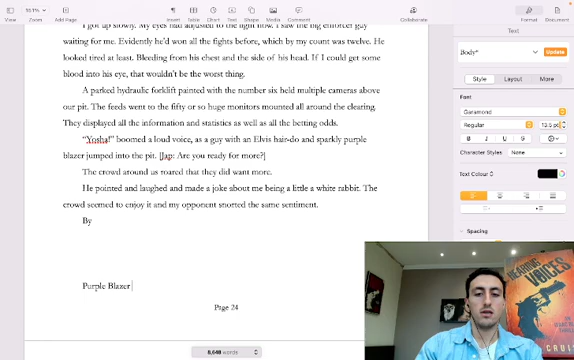 101%
Zoom
Add Page
Insert
Table
Chart
Text
Shape
Media
Comment
Collaborate
Format
Document
I got up slowly. My eyes had adjusted to the light now. I saw the big enforcer guy
waiting for me. Evidently he'd won all the fights before, which by my count was twelve. He
looked tired at least. Bleeding from his chest and the side of his head. If I could get some
blood into his eye, that wouldn't be the worst thing.
A parked hydraulic forklift painted with the number six held multiple cameras above
our pit. The feeds went to the fifty or so huge monitors mounted all around the clearing.
They displayed all the information and statistics as well as all the betting odds.
"Yosha!" boomed a loud voice, as a guy with an Elvis hair-do and sparkly purple
blazer jumped into the pit. [Jap: Are you ready for more?]
The crowd around us roared that they did want more.
He pointed and laughed and made a joke about me being a little a white rabbit. The
crowd seemed to enjoy it and my opponent snorted the same sentiment.
By
Purple Blazer
Page 24
8,648 words
Text
Body*
Update
Style
Layout
More
Font
Garamond
Regular
13.5 pt
B
I
U
S
Character Styles
None
Text Colour
Spacing
HEARING
VOICES